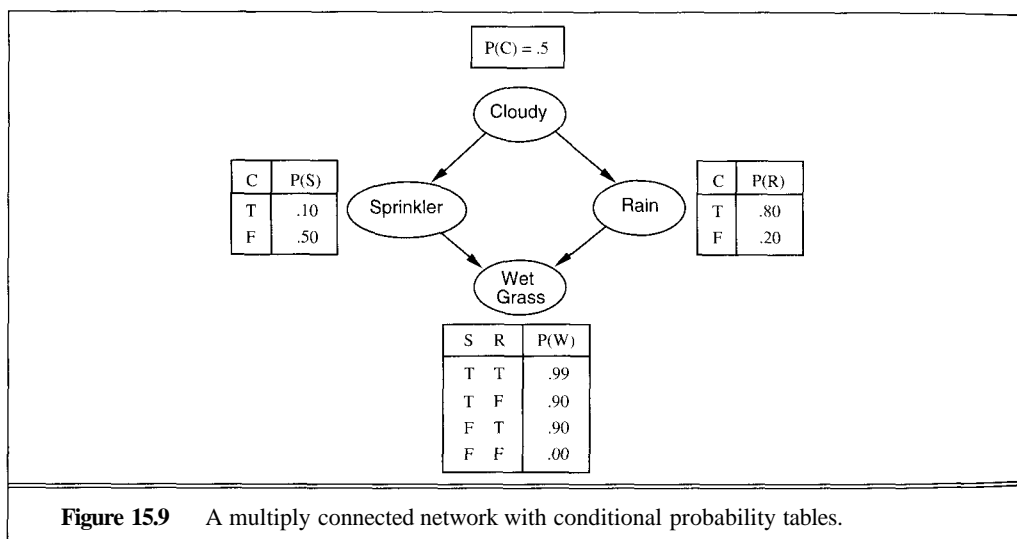 P(C) = .5
Cloudy
C P(S)
T .10
F .50
Sprinkler
Rain
C P(R)
T .80
F .20
Wet
Grass
S R P(W)
T T .99
T F .90
F T .90
F F .00
Figure 15.9 A multiply connected network with conditional probability tables.